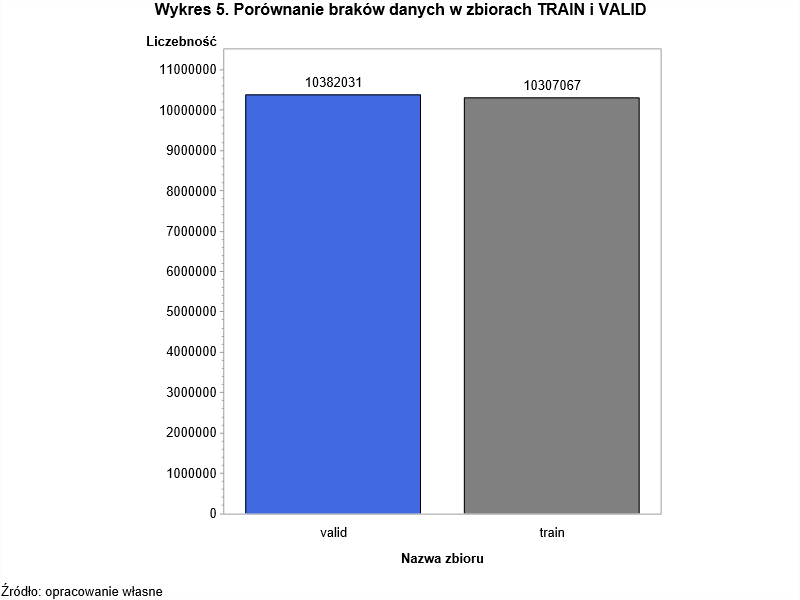 Wykres 5. Porównanie braków danych w zbiorach TRAIN i VALID
Liczebność
11000000
10000000
9000000
8000000
7000000
6000000
5000000
4000000
3000000
2000000
1000000
0
10382031
10307067
valid
train
Nazwa zbioru
Źródło: opracowanie własne